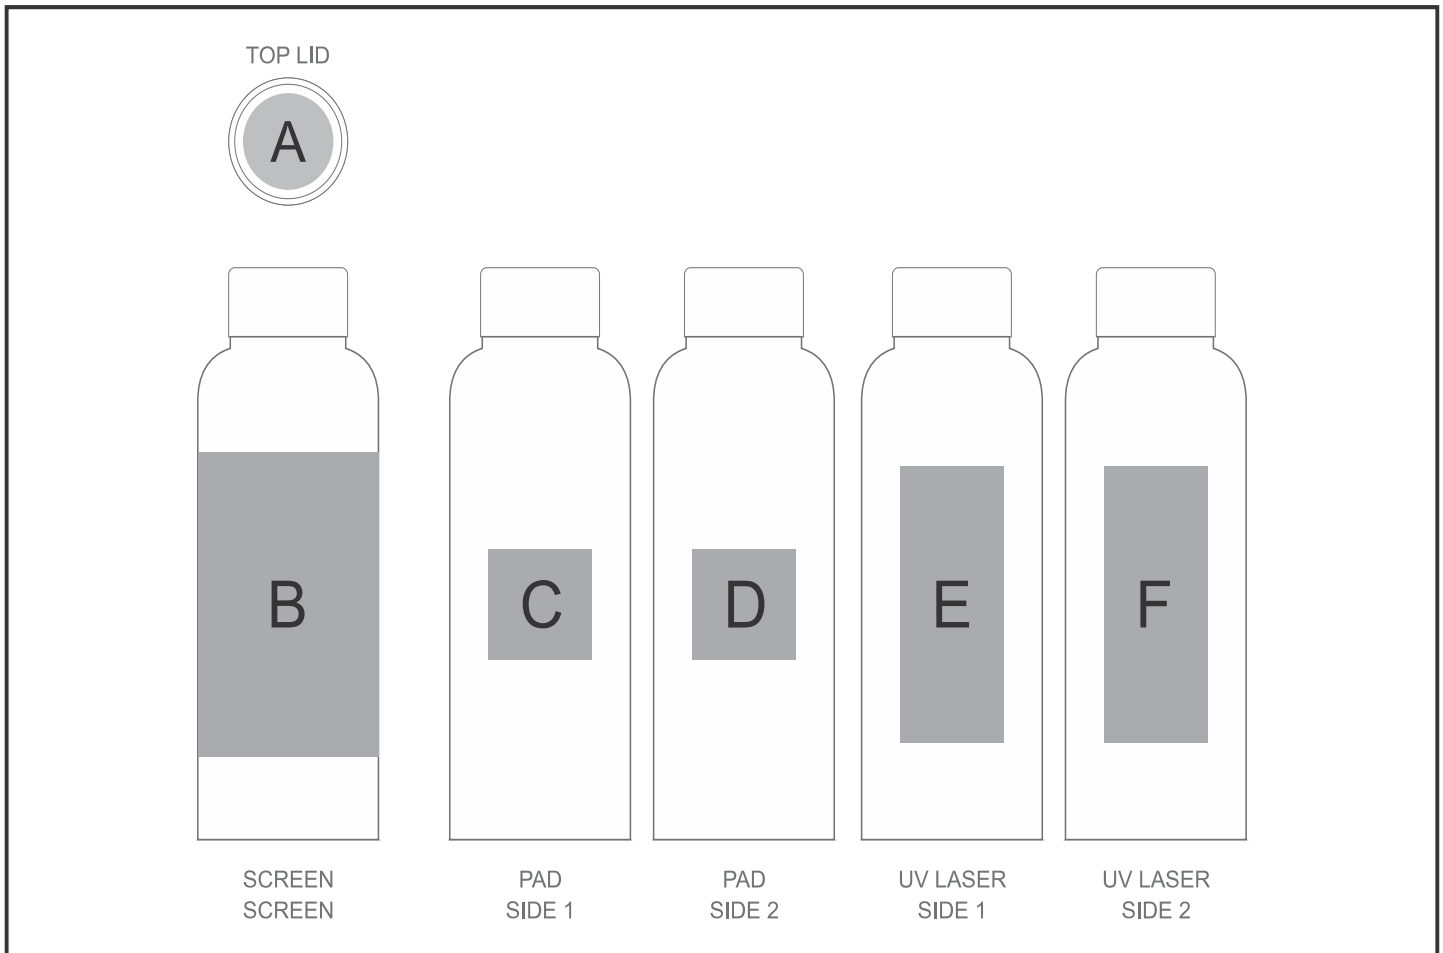 TOP LID
A
B
C
D
E
F
SCREEN
SCREEN
PAD
SIDE 1
PAD
SIDE 2
UV LASER
SIDE 1
UV LASER
SIDE 2